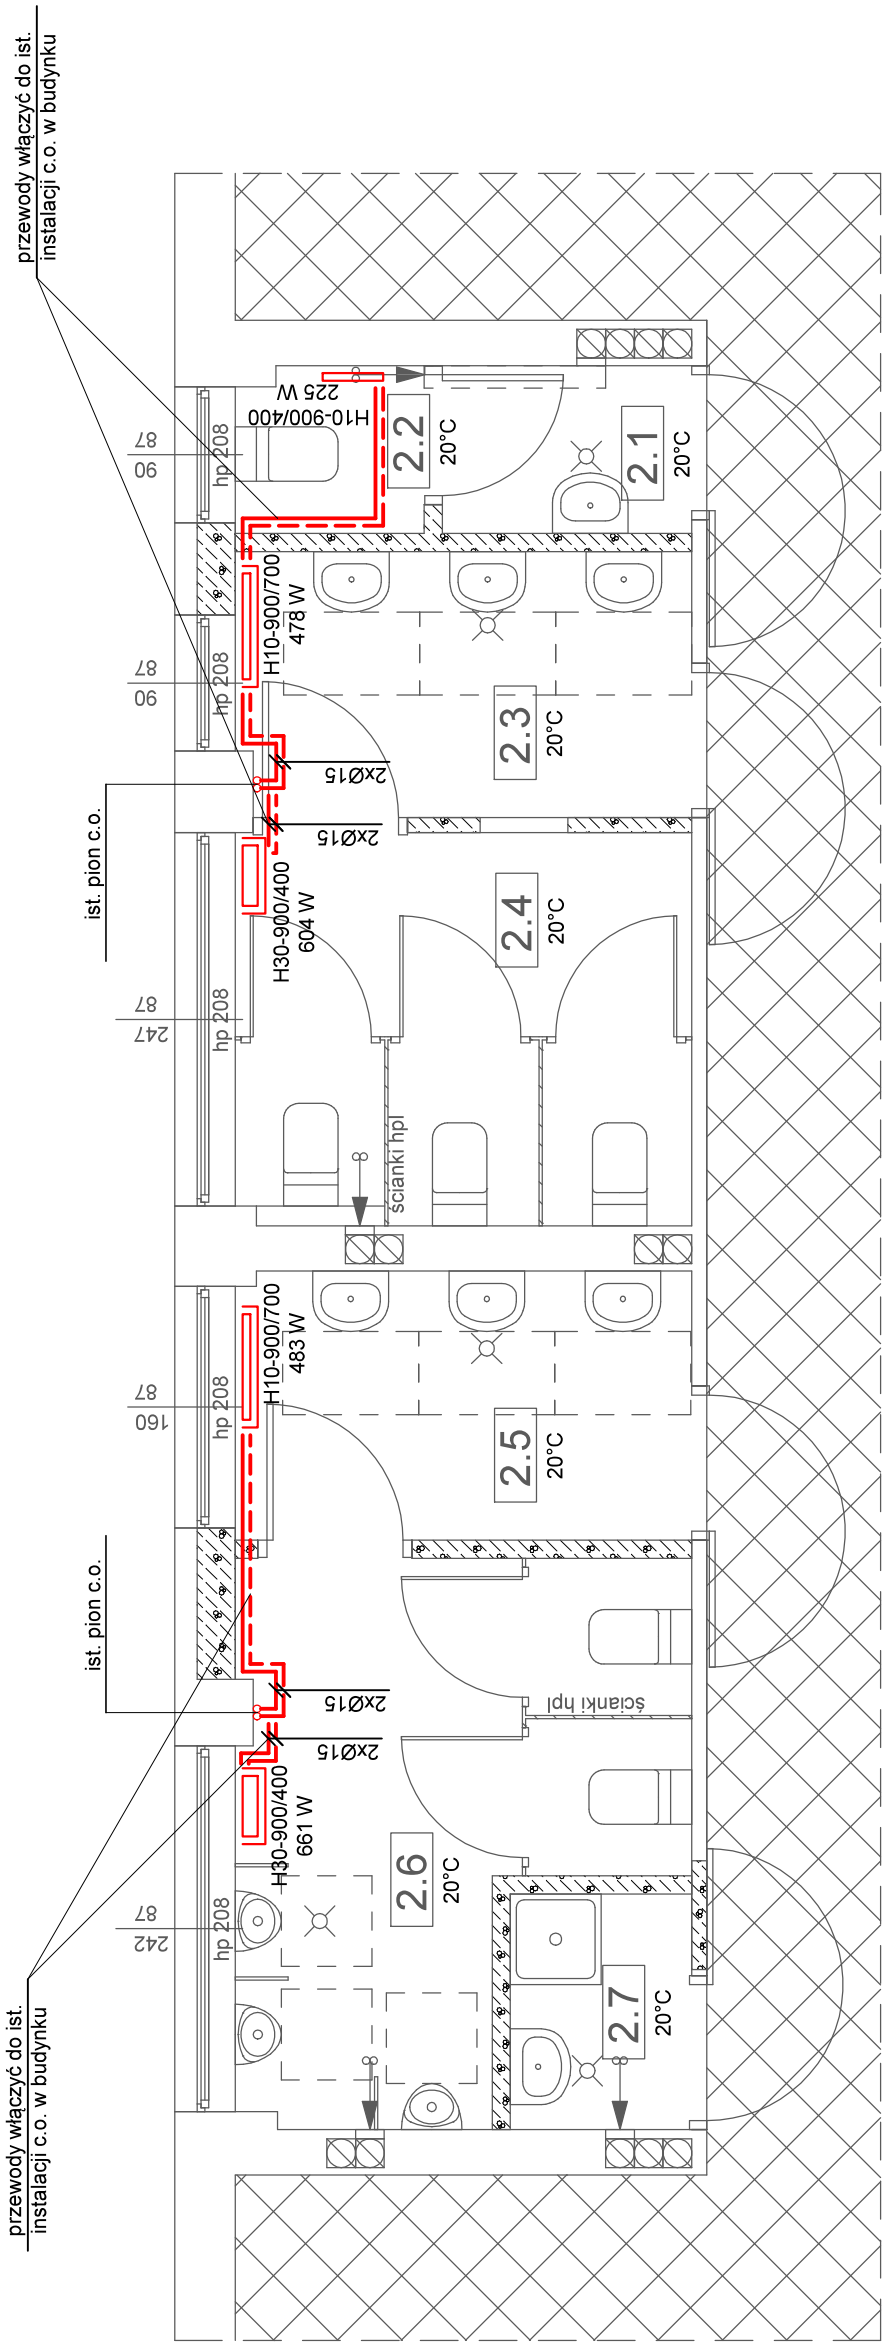 przewody włączyć do ist.
instalacji c.o. w budynku
ist. pion c.o.
ist. pion c.o.
przewody włączyć do ist.
instalacji c.o. w budynku
242
87
hp 208
160
87
hp 208
247
87
hp 208
90
87
hp 208
90
87
hp 208
H30-900/400
661 W
2xØ15
2xØ15
H10-900/700
483 W
H30-900/400
604 W
2xØ15
2xØ15
H10-900/700
478 W
H10-900/400
225 W
2.6
20°C
ścianki hpl
2.7
20°C
2.5
20°C
ścianki hpl
2.4
20°C
2.3
20°C
2.2
20°C
2.1
20°C